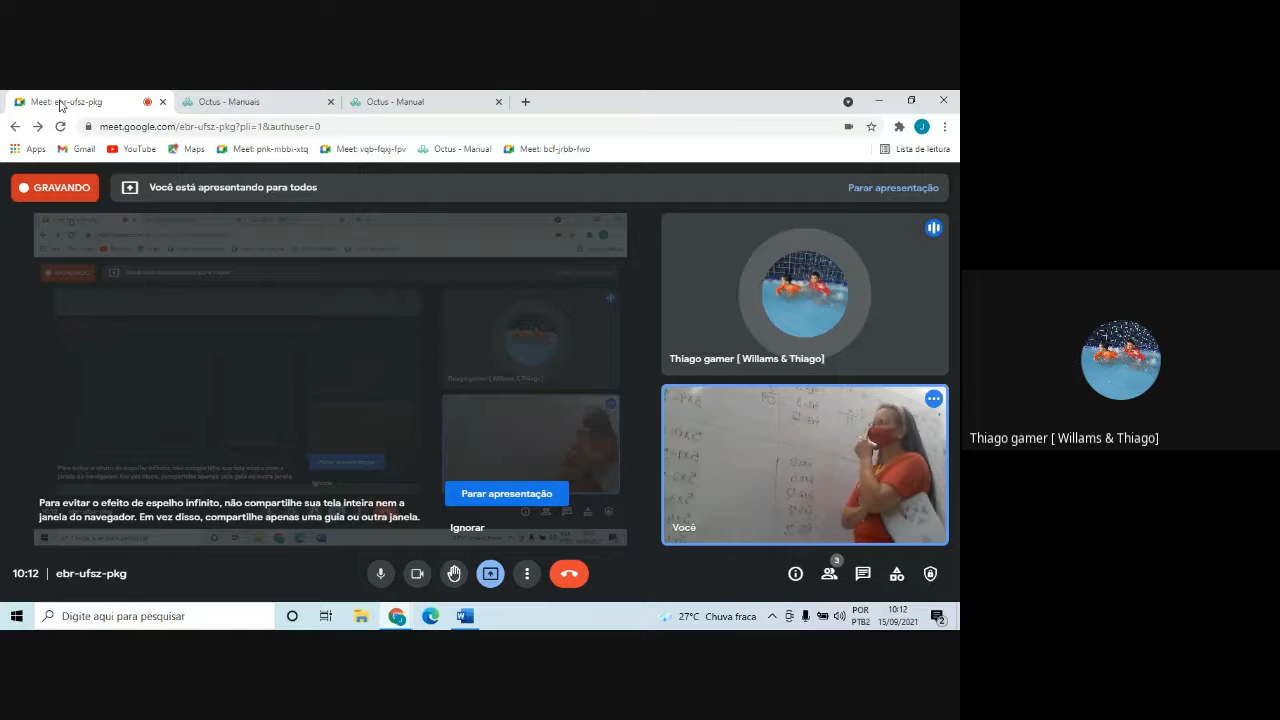 Meet: ebr-ufsz-pkg
Octus - Manuais
Octus - Manual
meet.google.com/ebr-ufsz-pkg?pli=1&authuser=0
Apps
Gmail
YouTube
Maps
Meet: pnk-mbbi-xtq
Meet: vqb-fqxj-fpv
Octus - Manual
Meet: bcf-jrbb-fwo
Lista de leitura
GRAVANDO
Você está apresentando para todos
Parar apresentação
Thiago gamer [ Willams & Thiago]
Para evitar o efeito de espelho infinito, não compartilhe sua tela inteira nem a
janela do navegador. Em vez disso, compartilhe apenas uma guia ou outra janela.
Parar apresentação
Ignorar
Você
Thiago gamer [ Willams & Thiago]
10:12 | ebr-ufsz-pkg
3
Digite aqui para pesquisar
27°C Chuva fraca
POR
PTB2
10:12
15/09/2021
2